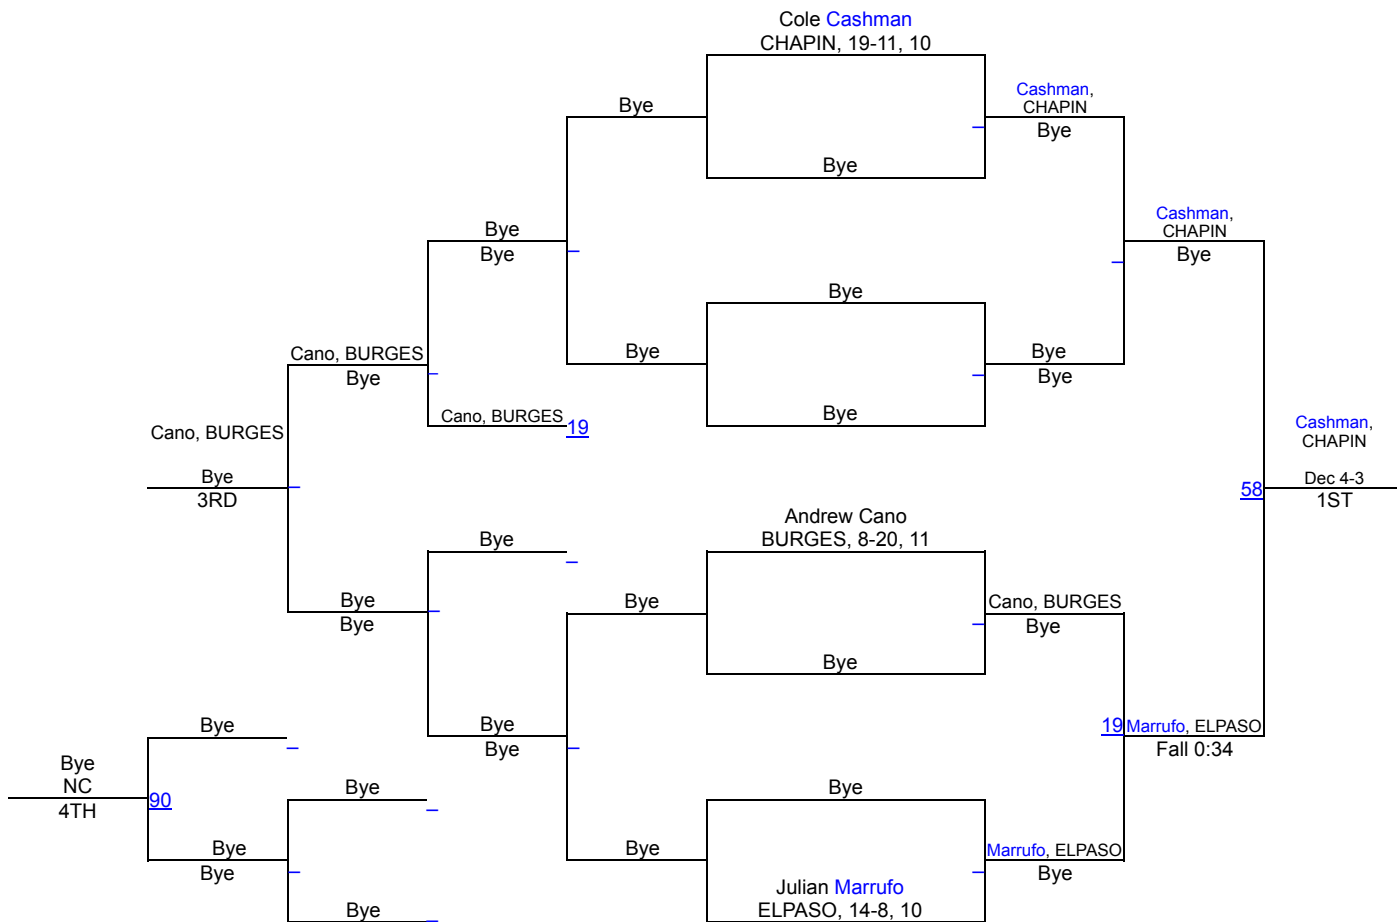 Cole Cashman
CHAPIN, 19-11, 10
Cashman,
CHAPIN
Bye
Bye
Bye
Cashman,
CHAPIN
Bye
Bye
Bye
Bye
Cano, BURGES
Bye
Bye
Bye
Bye
Bye
Bye
Cano, BURGES
19
Cano, BURGES
Bye
3RD
Cashman,
CHAPIN
Dec 4-3
1ST
58
Andrew Cano
BURGES, 8-20, 11
Bye
Bye
Bye
Bye
Cano, BURGES
Bye
Bye
Bye
Bye
Bye
19
Marrufo, ELPASO
Fall 0:34
Bye
NC
4TH
90
Bye
Bye
Bye
Bye
Bye
Marrufo, ELPASO
Bye
Julian Marrufo
ELPASO, 14-8, 10
Bye